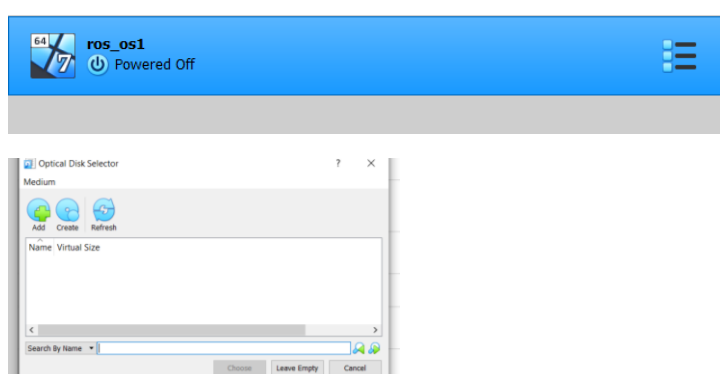 64
7
ros_os1
Powered Off
Optical Disk Selector ? ×
Medium
Add Create Refresh
Name Virtual Size
Search By Name
Choose Leave Empty Cancel